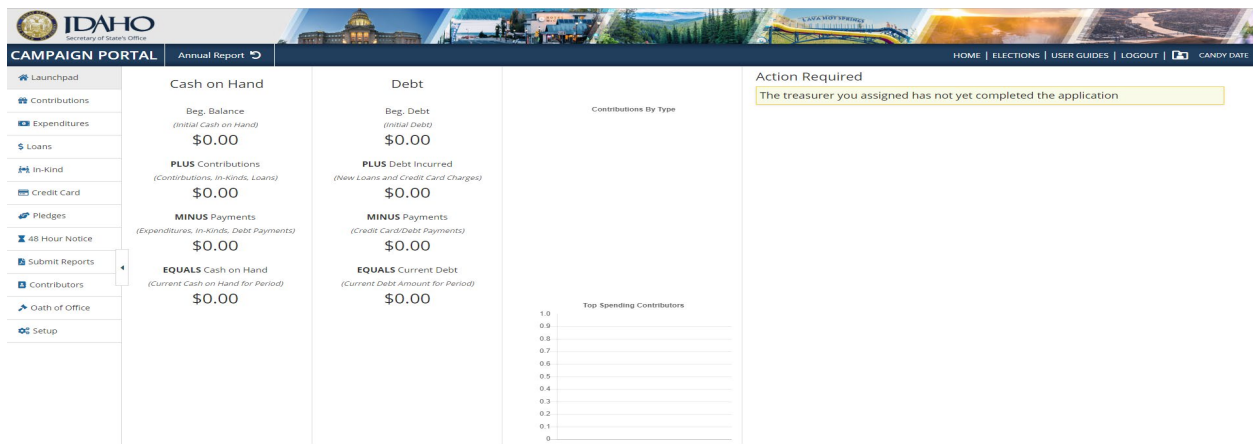 IDAHO
Secretary of State's Office
LAVA HOT SPRINGS
CAMPAIGN PORTAL
Annual Report
HOME | ELECTIONS | USER GUIDES | LOGOUT | CANDY DATE
Launchpad
Contributions
Expenditures
$ Loans
In-Kind
Credit Card
Pledges
48 Hour Notice
Submit Reports
Contributors
Oath of Office
Setup
Cash on Hand
Beg. Balance
(Initial Cash on Hand)
$0.00
PLUS Contributions
(Contirbutions, In-Kinds, Loans)
$0.00
MINUS Payments
(Expenditures, In-Kinds, Debt Payments)
$0.00
EQUALS Cash on Hand
(Current Cash on Hand for Period)
$0.00
Debt
Beg. Debt
(Initial Debt)
$0.00
PLUS Debt Incurred
(New Loans and Credit Card Charges)
$0.00
MINUS Payments
(Credit Card/Debt Payments)
$0.00
EQUALS Current Debt
(Current Debt Amount for Period)
$0.00
Contributions By Type
Top Spending Contributors
1.0
0.9
0.8
0.7
0.6
0.5
0.4
0.3
0.2
0.1
0
Action Required
The treasurer you assigned has not yet completed the application